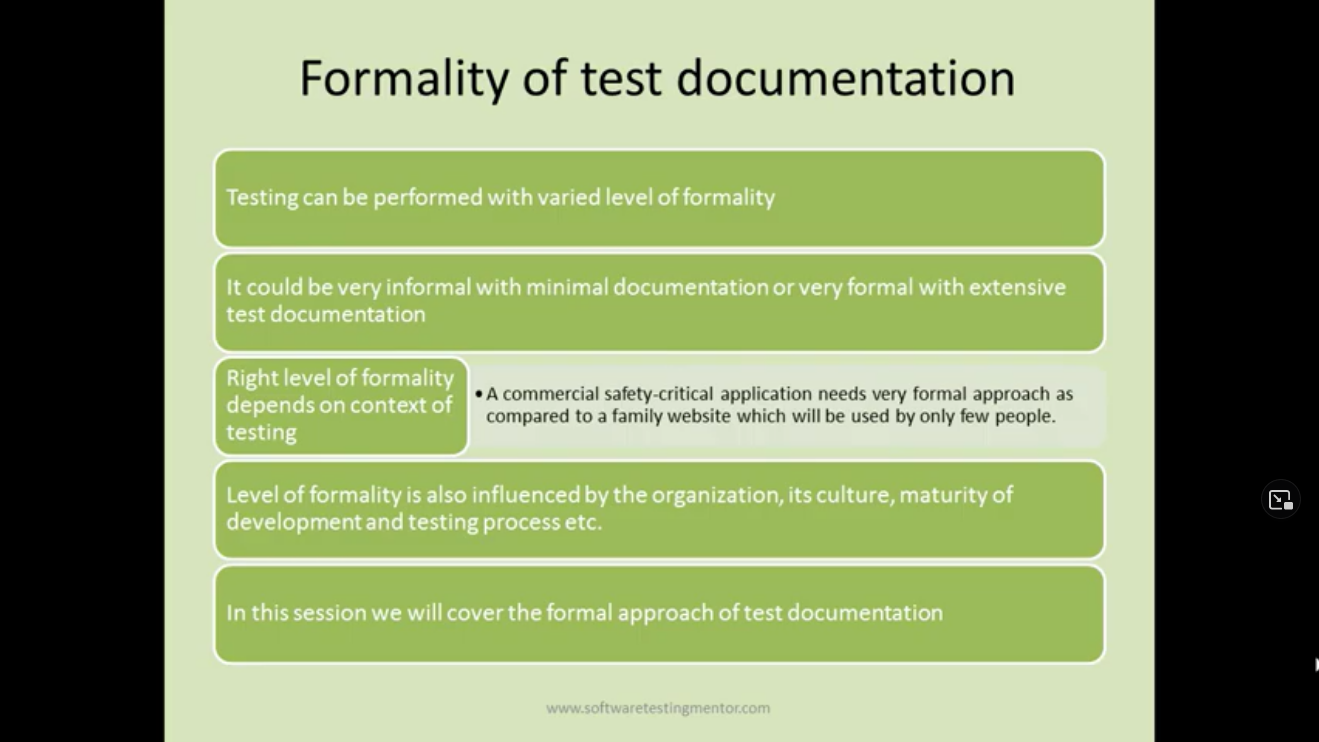 Formality of test documentation
Testing can be performed with varied level of formality
It could be very informal with minimal documentation or very formal with extensive
test documentation
Right level of formality
depends on context of
testing
•A commercial safety-critical application needs very formal approach as
compared to a family website which will be used by only few people.
Level of formality is also influenced by the organization, its culture, maturity of
development and testing process etc.
In this session we will cover the formal approach of test documentation
www.softwaretestingmentor.com